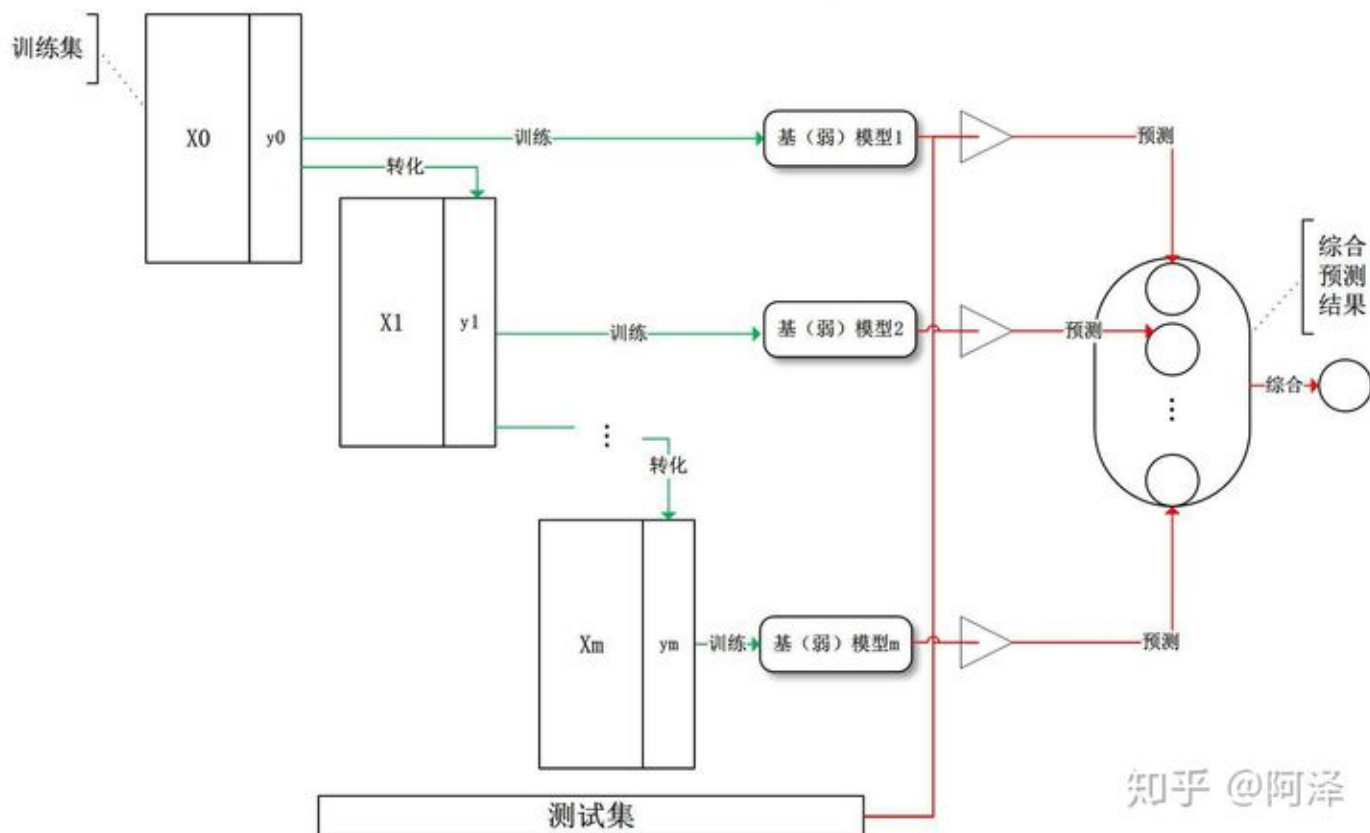 训练集
X0
y0
训练
基（弱）模型1
预测
转化
综合
预测
结果
X1
y1
训练
基（弱）模型2
预测
综合
⋮
⋮
转化
Xm
ym
训练
基（弱）模型m
预测
测试集
知乎 @阿泽